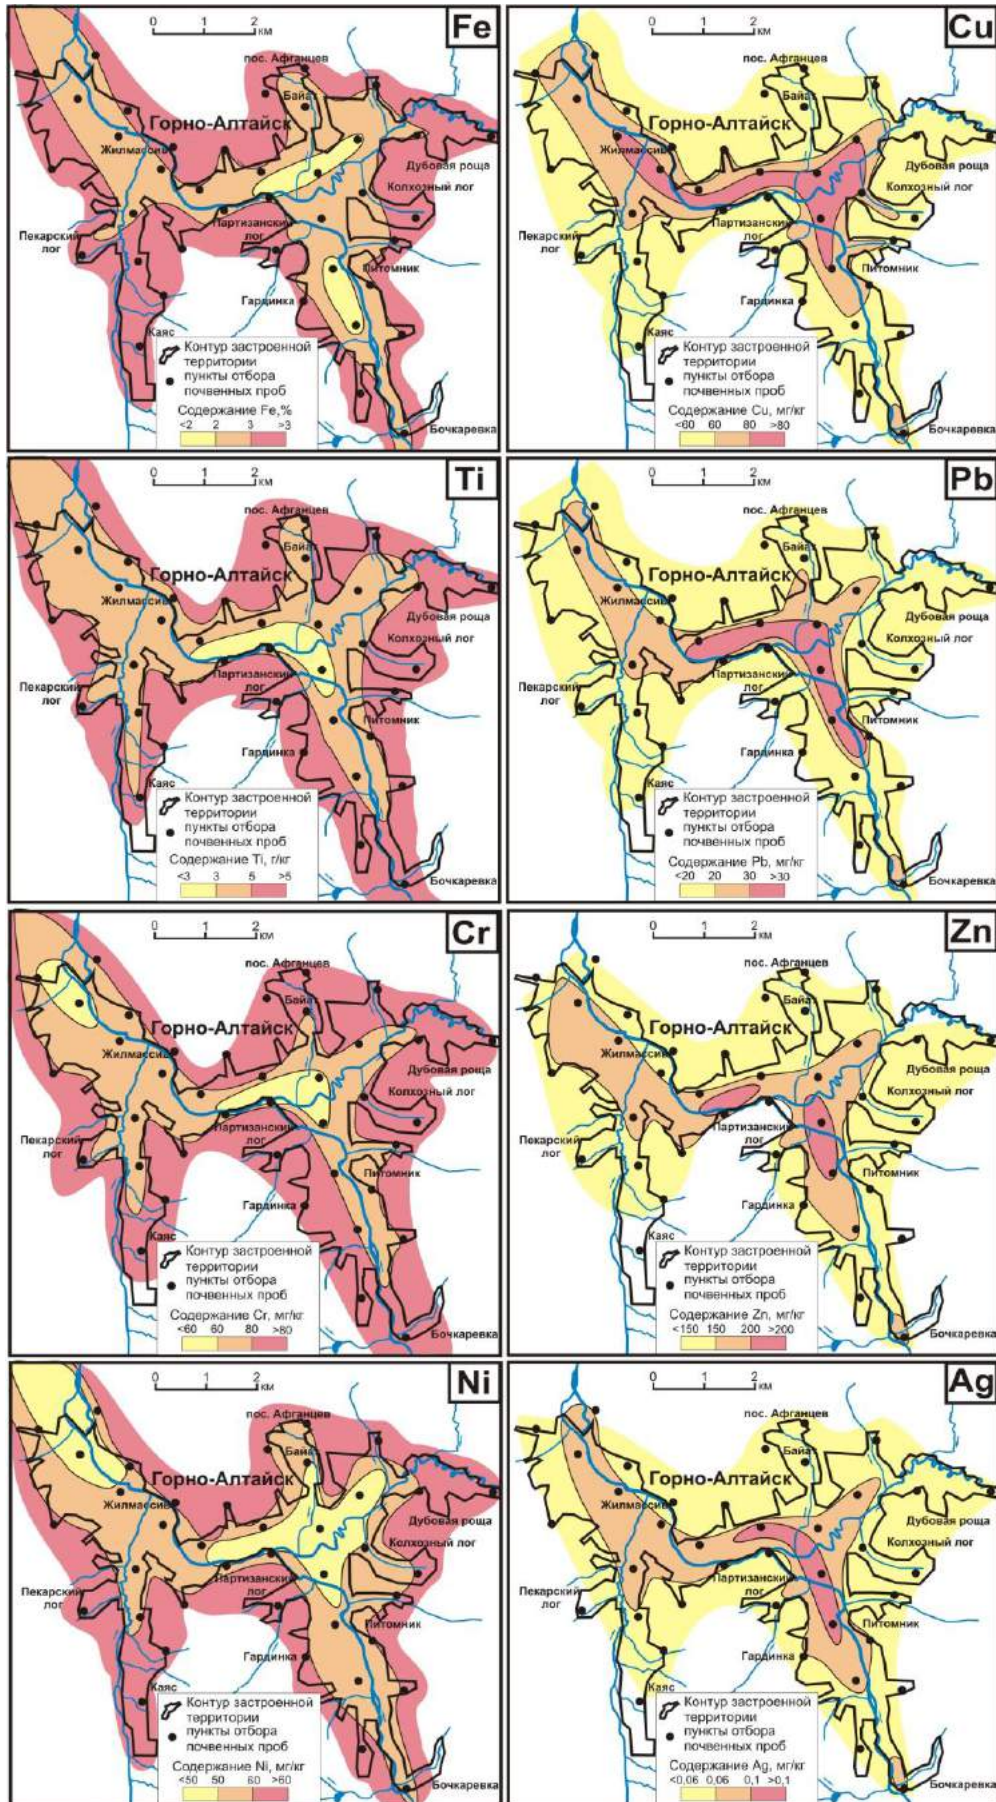 Fe
0 1 2
км
пос. Афганцев
Байат
Горно-Алтайск
Жилмассив
Дубовая роща
Колхозный лог
Партизанский
лог
Пекарский
лог
Питомник
Гардинка
Каяс
Контур застроенной
территории
пункты отбора
почвенных проб
Содержание Fe,%
<2 2 3 >3
Бочкаревка
Cu
0 1 2
км
пос. Афганцев
Байат
Горно-Алтайск
Жилмассив
Дубовая роща
Колхозный лог
Партизанский
лог
Пекарский
лог
Питомник
Гардинка
Каяс
Контур застроенной
территории
пункты отбора
почвенных проб
Содержание Cu, мг/кг
<60 60 80 >80
Бочкаревка
Ti
0 1 2
км
пос. Афганцев
Байат
Горно-Алтайск
Жилмассив
Дубовая роща
Колхозный лог
Партизанский
лог
Пекарский
лог
Питомник
Гардинка
Каяс
Контур застроенной
территории
пункты отбора
почвенных проб
Содержание Ti, г/кг
<3 3 5 >5
Бочкаревка
Pb
0 1 2
км
пос. Афганцев
Байат
Горно-Алтайск
Жилмассив
Дубовая роща
Колхозный лог
Партизанский
лог
Пекарский
лог
Питомник
Гардинка
Каяс
Контур застроенной
территории
пункты отбора
почвенных проб
Содержание Pb, мг/кг
<20 20 30 >30
Бочкаревка
Cr
0 1 2
км
пос. Афганцев
Байат
Горно-Алтайск
Жилмассив
Дубовая роща
Колхозный лог
Партизанский
лог
Пекарский
лог
Питомник
Гардинка
Каяс
Контур застроенной
территории
пункты отбора
почвенных проб
Содержание Cr, мг/кг
<60 60 80 >80
Бочкаревка
Zn
0 1 2
км
пос. Афганцев
Байат
Горно-Алтайск
Жилмассив
Дубовая роща
Колхозный лог
Партизанский
лог
Пекарский
лог
Питомник
Гардинка
Каяс
Контур застроенной
территории
пункты отбора
почвенных проб
Содержание Zn, мг/кг
<150 150 200 >200
Бочкаревка
Ni
0 1 2
км
пос. Афганцев
Байат
Горно-Алтайск
Жилмассив
Дубовая роща
Колхозный лог
Партизанский
лог
Пекарский
лог
Питомник
Гардинка
Каяс
Контур застроенной
территории
пункты отбора
почвенных проб
Содержание Ni, мг/кг
<50 50 60 >60
Бочкаревка
Ag
0 1 2
км
пос. Афганцев
Байат
Горно-Алтайск
Жилмассив
Дубовая роща
Колхозный лог
Партизанский
лог
Пекарский
лог
Питомник
Гардинка
Каяс
Контур застроенной
территории
пункты отбора
почвенных проб
Содержание Ag, мг/кг
<0,06 0,06 0,1 >0,1
Бочкаревка